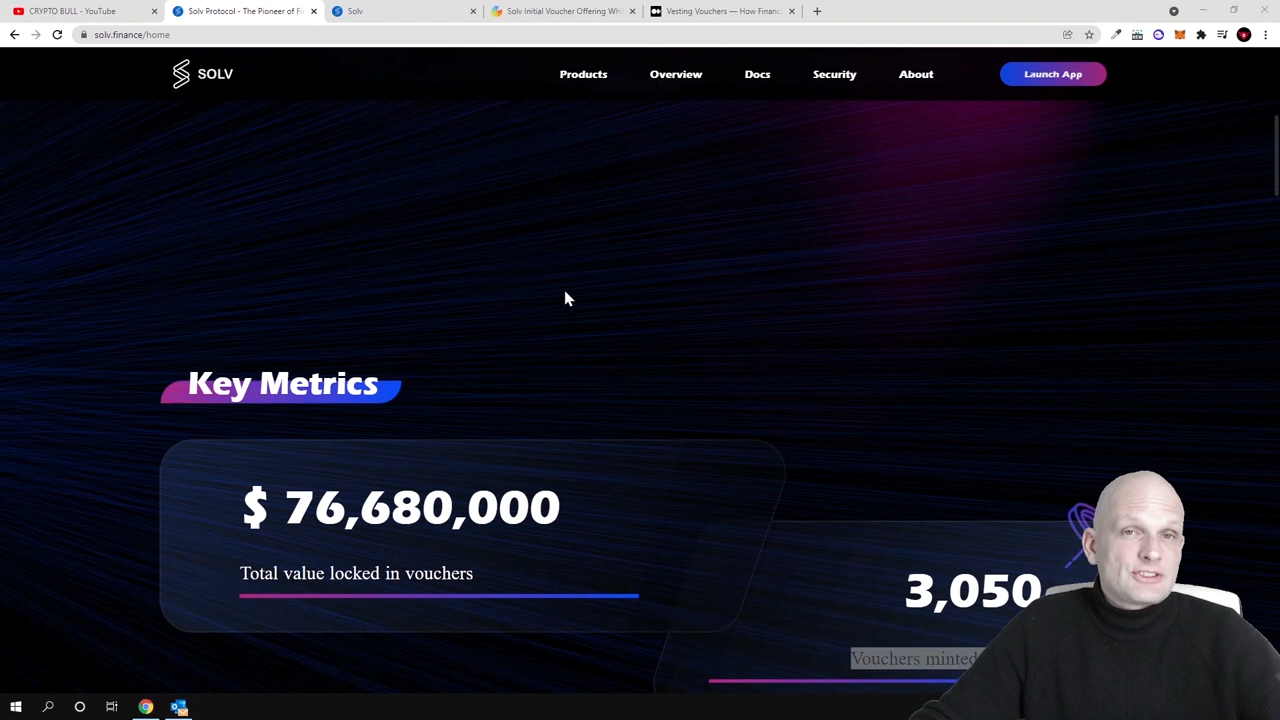 CRYPTO BULL - YouTube
Solv Protocol - The Pioneer of Fi
Solv
Solv Initial Voucher Offering Whi
Vesting Vouchers — How Financ
solv.finance/home
SOLV
Products
Overview
Docs
Security
About
Launch App
Key Metrics
$ 76,680,000
Total value locked in vouchers
3,050
Vouchers minted